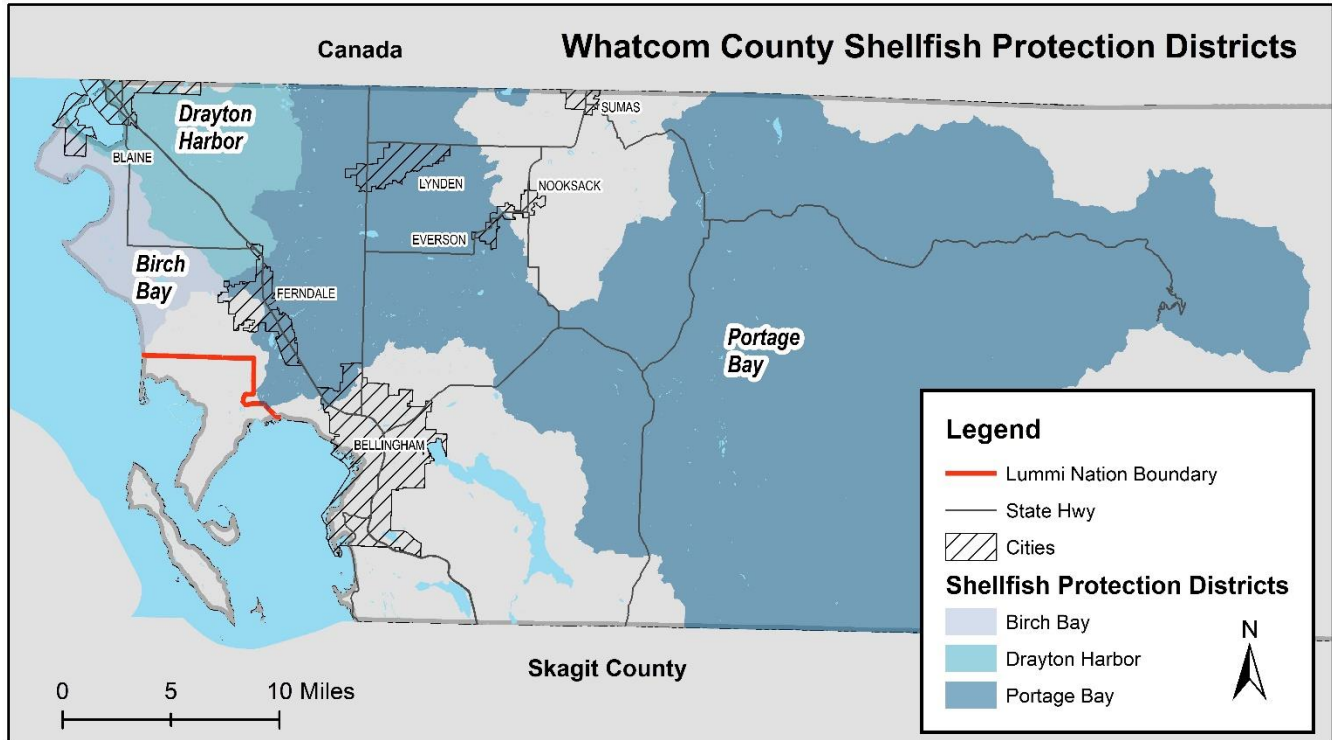 Canada
Whatcom County Shellfish Protection Districts
SUMAS
Drayton
Harbor
BLAINE
LYNDEN
NOOKSACK
EVERSON
Birch
Bay
FERNDALE
Portage
Bay
BELLINGHAM
Legend
Lummi Nation Boundary
State Hwy
Cities
Shellfish Protection Districts
Birch Bay
Drayton Harbor
Portage Bay
N
Skagit County
0 5 10 Miles